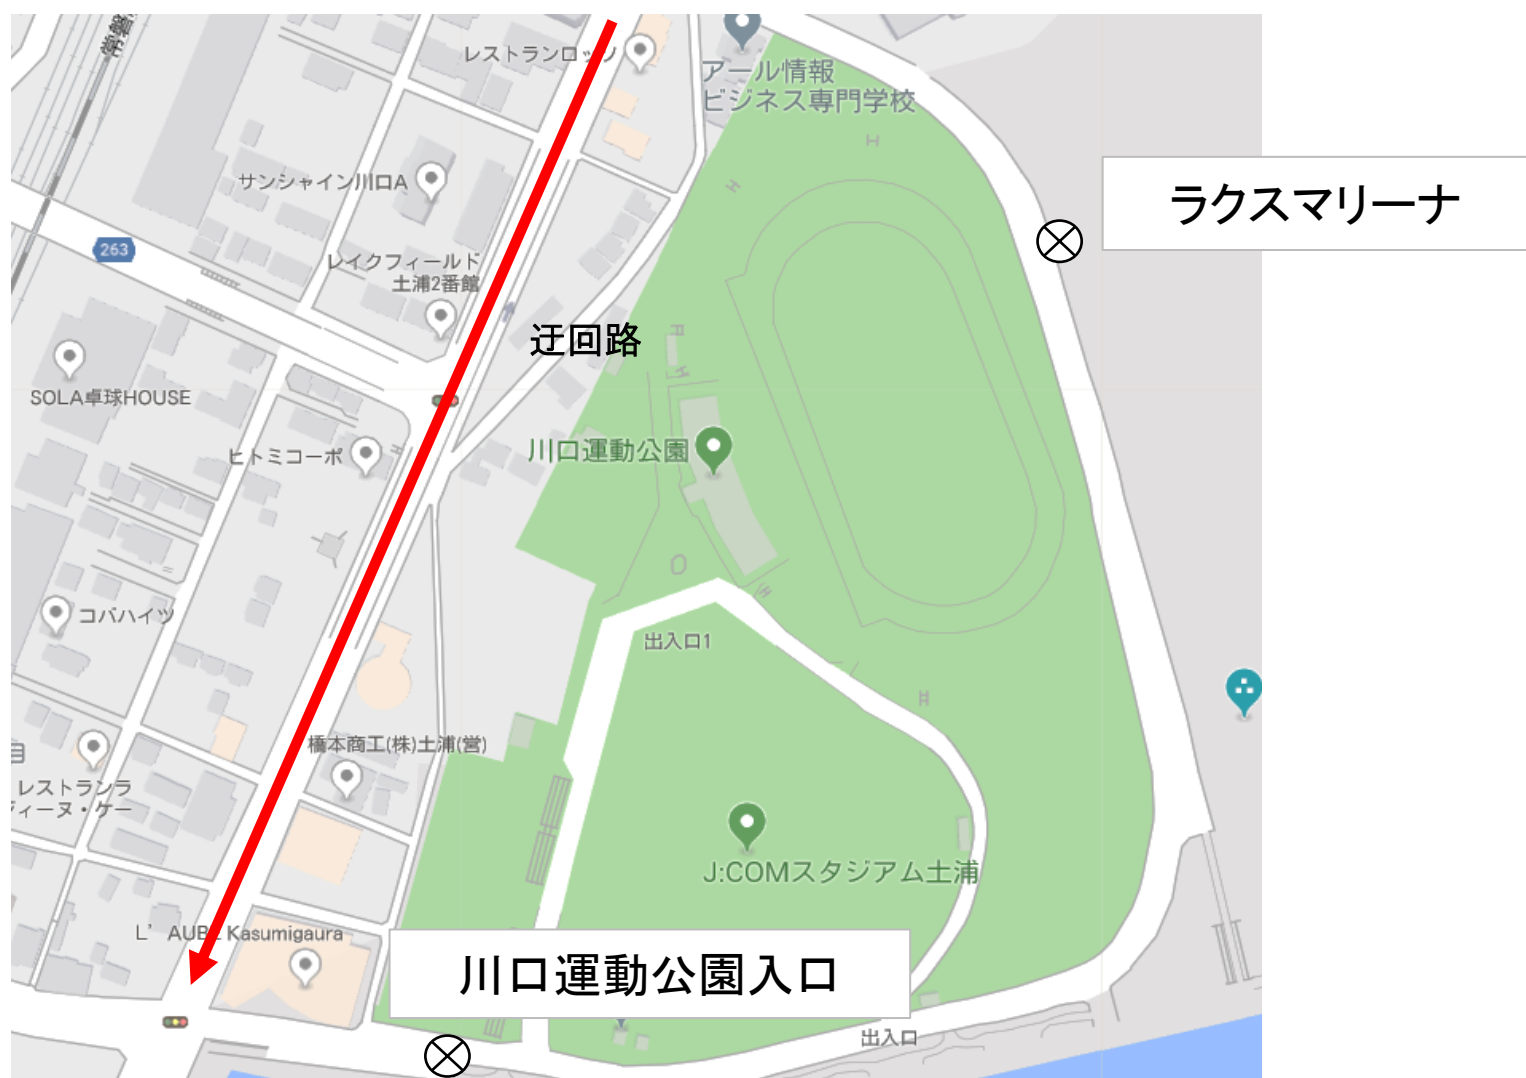 常磐
レストランロッソ
アール情報
ビジネス専門学校
サンシャイン川口A
ラクスマリーナ
263
レイクフィールド
土浦2番館
迂回路
SOLA卓球HOUSE
ヒトミコーポ
川口運動公園
コバハイツ
出入口1
橋本商工(株)土浦(営)
レストランラ
ディーヌ・ケー
J:COMスタジアム土浦
L'AUBE Kasumigaura
川口運動公園入口
出入口